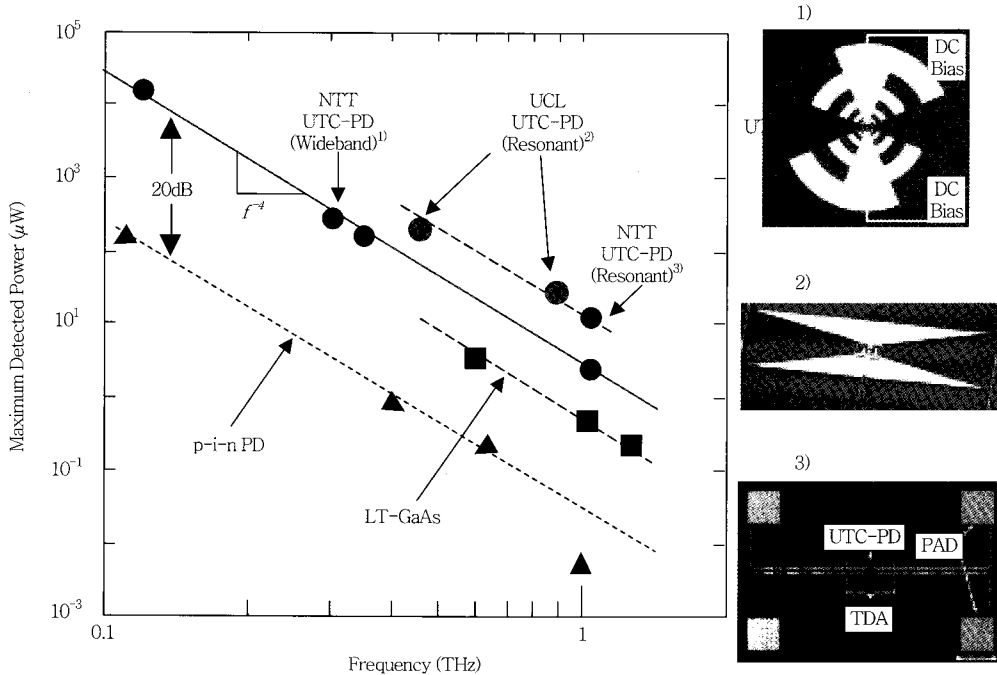 Maximum Detected Power (μW)
10^5
10^3
10^1
10^-1
10^-3
0.1
1
Frequency (THz)
20dB
f^-4
NTT
UTC-PD
(Wideband)^1)
UCL
UTC-PD
(Resonant)^2)
NTT
UTC-PD
(Resonant)^3)
p-i-n PD
LT-GaAs
1)
DC
Bias
UT
DC
Bias
2)
3)
UTC-PD
PAD
TDA